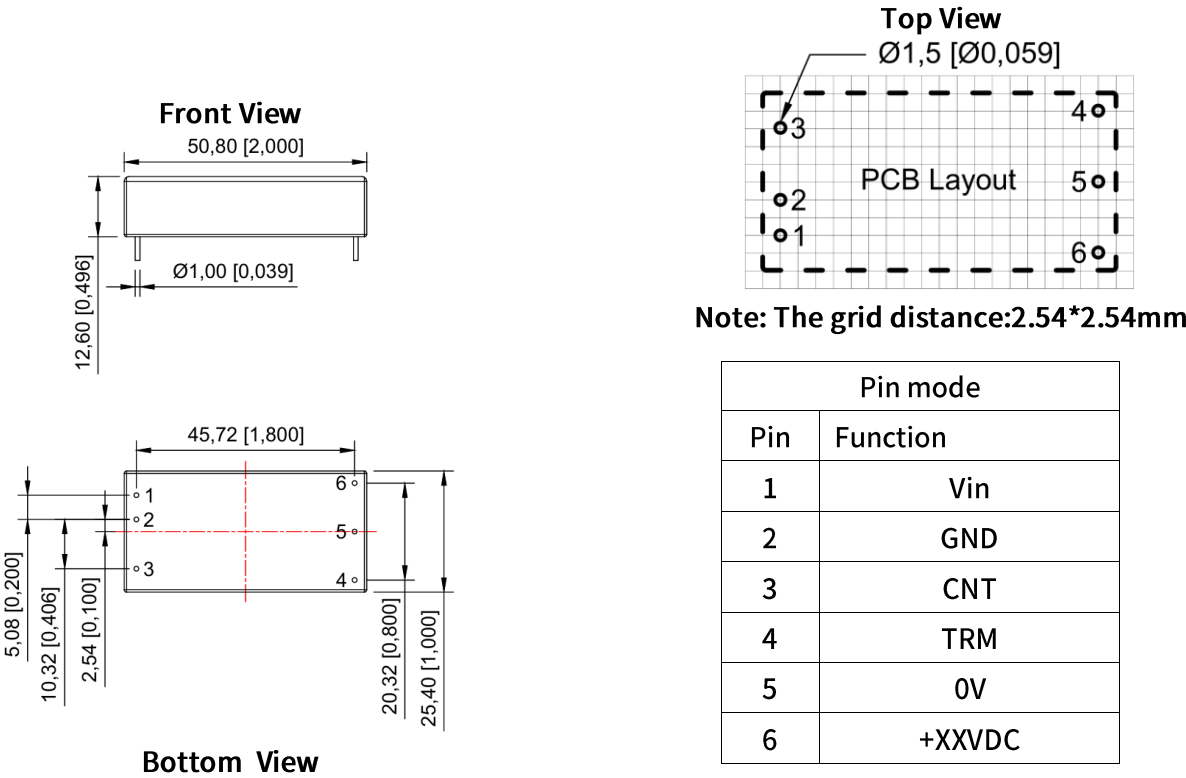 Top View
Ø1,5 [Ø0,059]
3
4
PCB Layout
5
2
1
6
Note: The grid distance:2.54*2.54mm
Front View
50,80 [2,000]
Ø1,00 [0,039]
12,60 [0,496]
45,72 [1,800]
1
2
3
6
5
4
5,08 [0,200]
10,32 [0,406]
2,54 [0,100]
20,32 [0,800]
25,40 [1,000]
Bottom View
Pin mode
Pin Function
1 Vin
2 GND
3 CNT
4 TRM
5 0V
6 +XXVDC